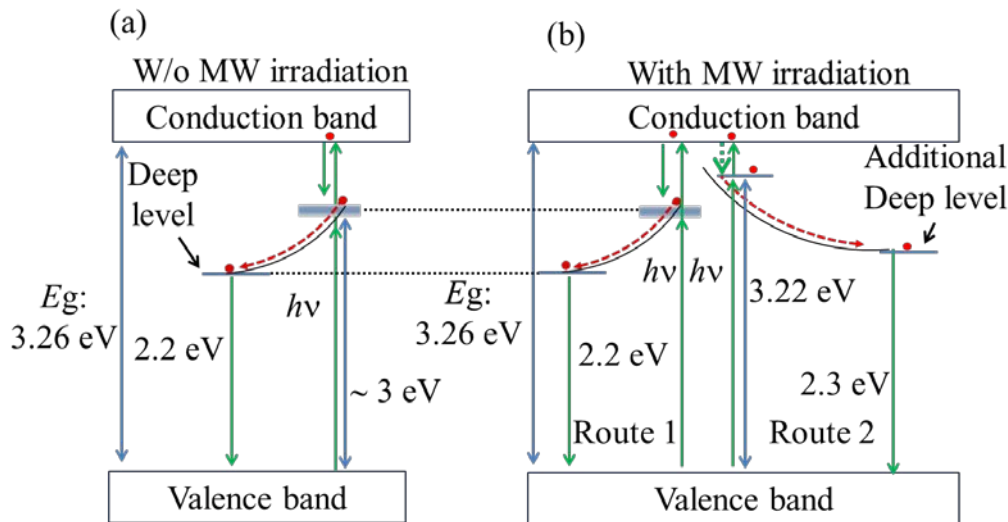 (a)
W/o MW irradiation
Conduction band
Deep
level
Eg:
3.26 eV
2.2 eV
hν
~ 3 eV
Valence band
(b)
With MW irradiation
Conduction band
Additional
Deep level
Eg:
3.26 eV
hν hν
3.22 eV
2.2 eV
2.3 eV
Route 1
Route 2
Valence band